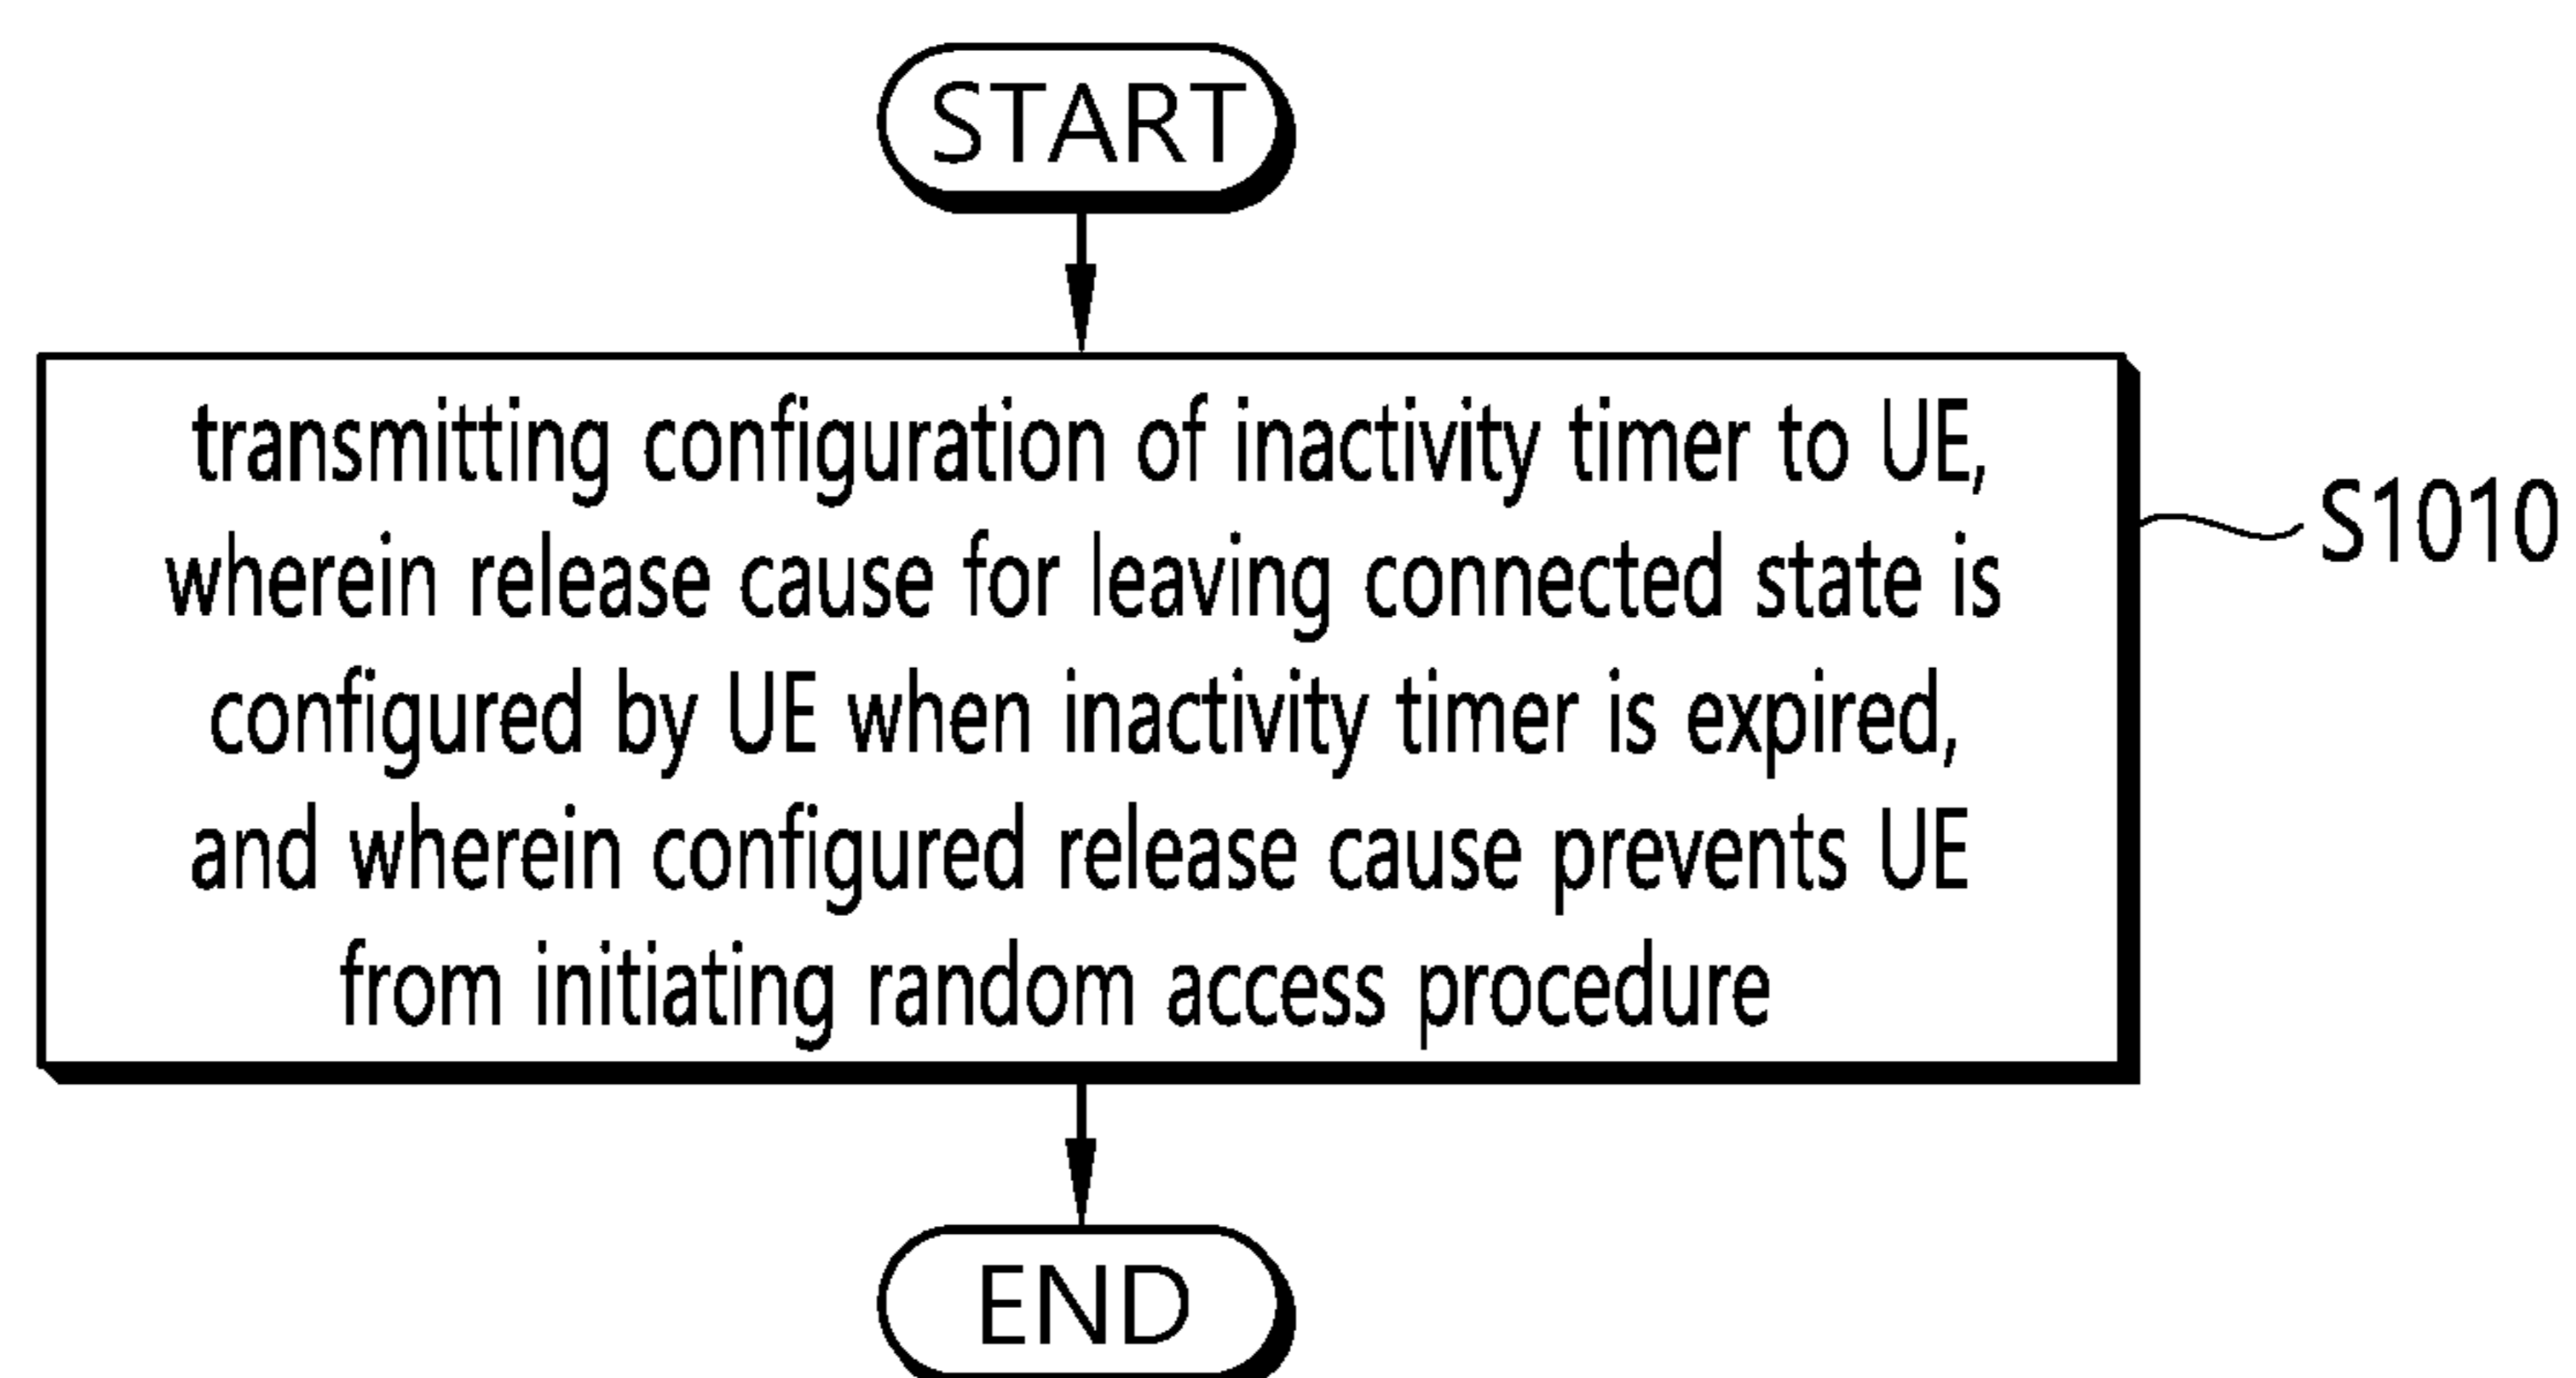 START
transmitting configuration of inactivity timer to UE,
wherein release cause for leaving connected state is
configured by UE when inactivity timer is expired,
and wherein configured release cause prevents UE
from initiating random access procedure
S1010
END